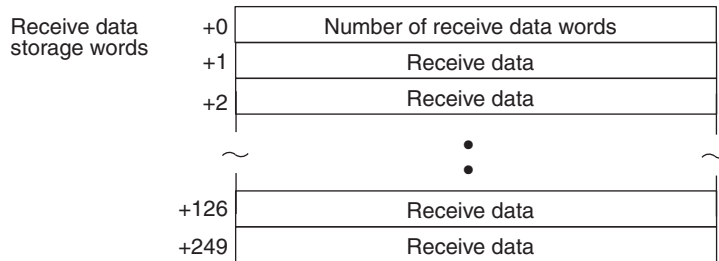 Receive data
storage words
+0 Number of receive data words
+1 Receive data
+2 Receive data
+126 Receive data
+249 Receive data